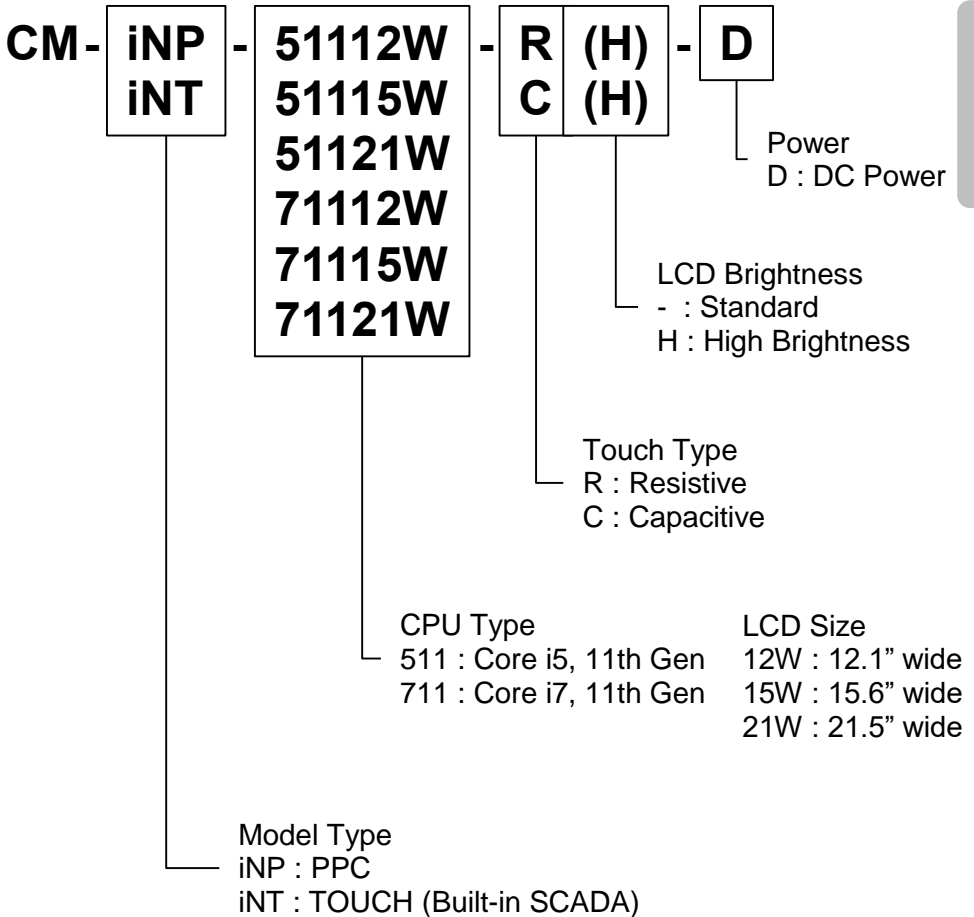 CM- iNP - 51112W - R (H) - D
iNT 51115W C (H)
51121W
71112W
71115W
71121W
Power
D : DC Power
LCD Brightness
- : Standard
H : High Brightness
Touch Type
R : Resistive
C : Capacitive
CPU Type
511 : Core i5, 11th Gen
711 : Core i7, 11th Gen
LCD Size
12W : 12.1” wide
15W : 15.6” wide
21W : 21.5” wide
Model Type
iNP : PPC
iNT : TOUCH (Built-in SCADA)